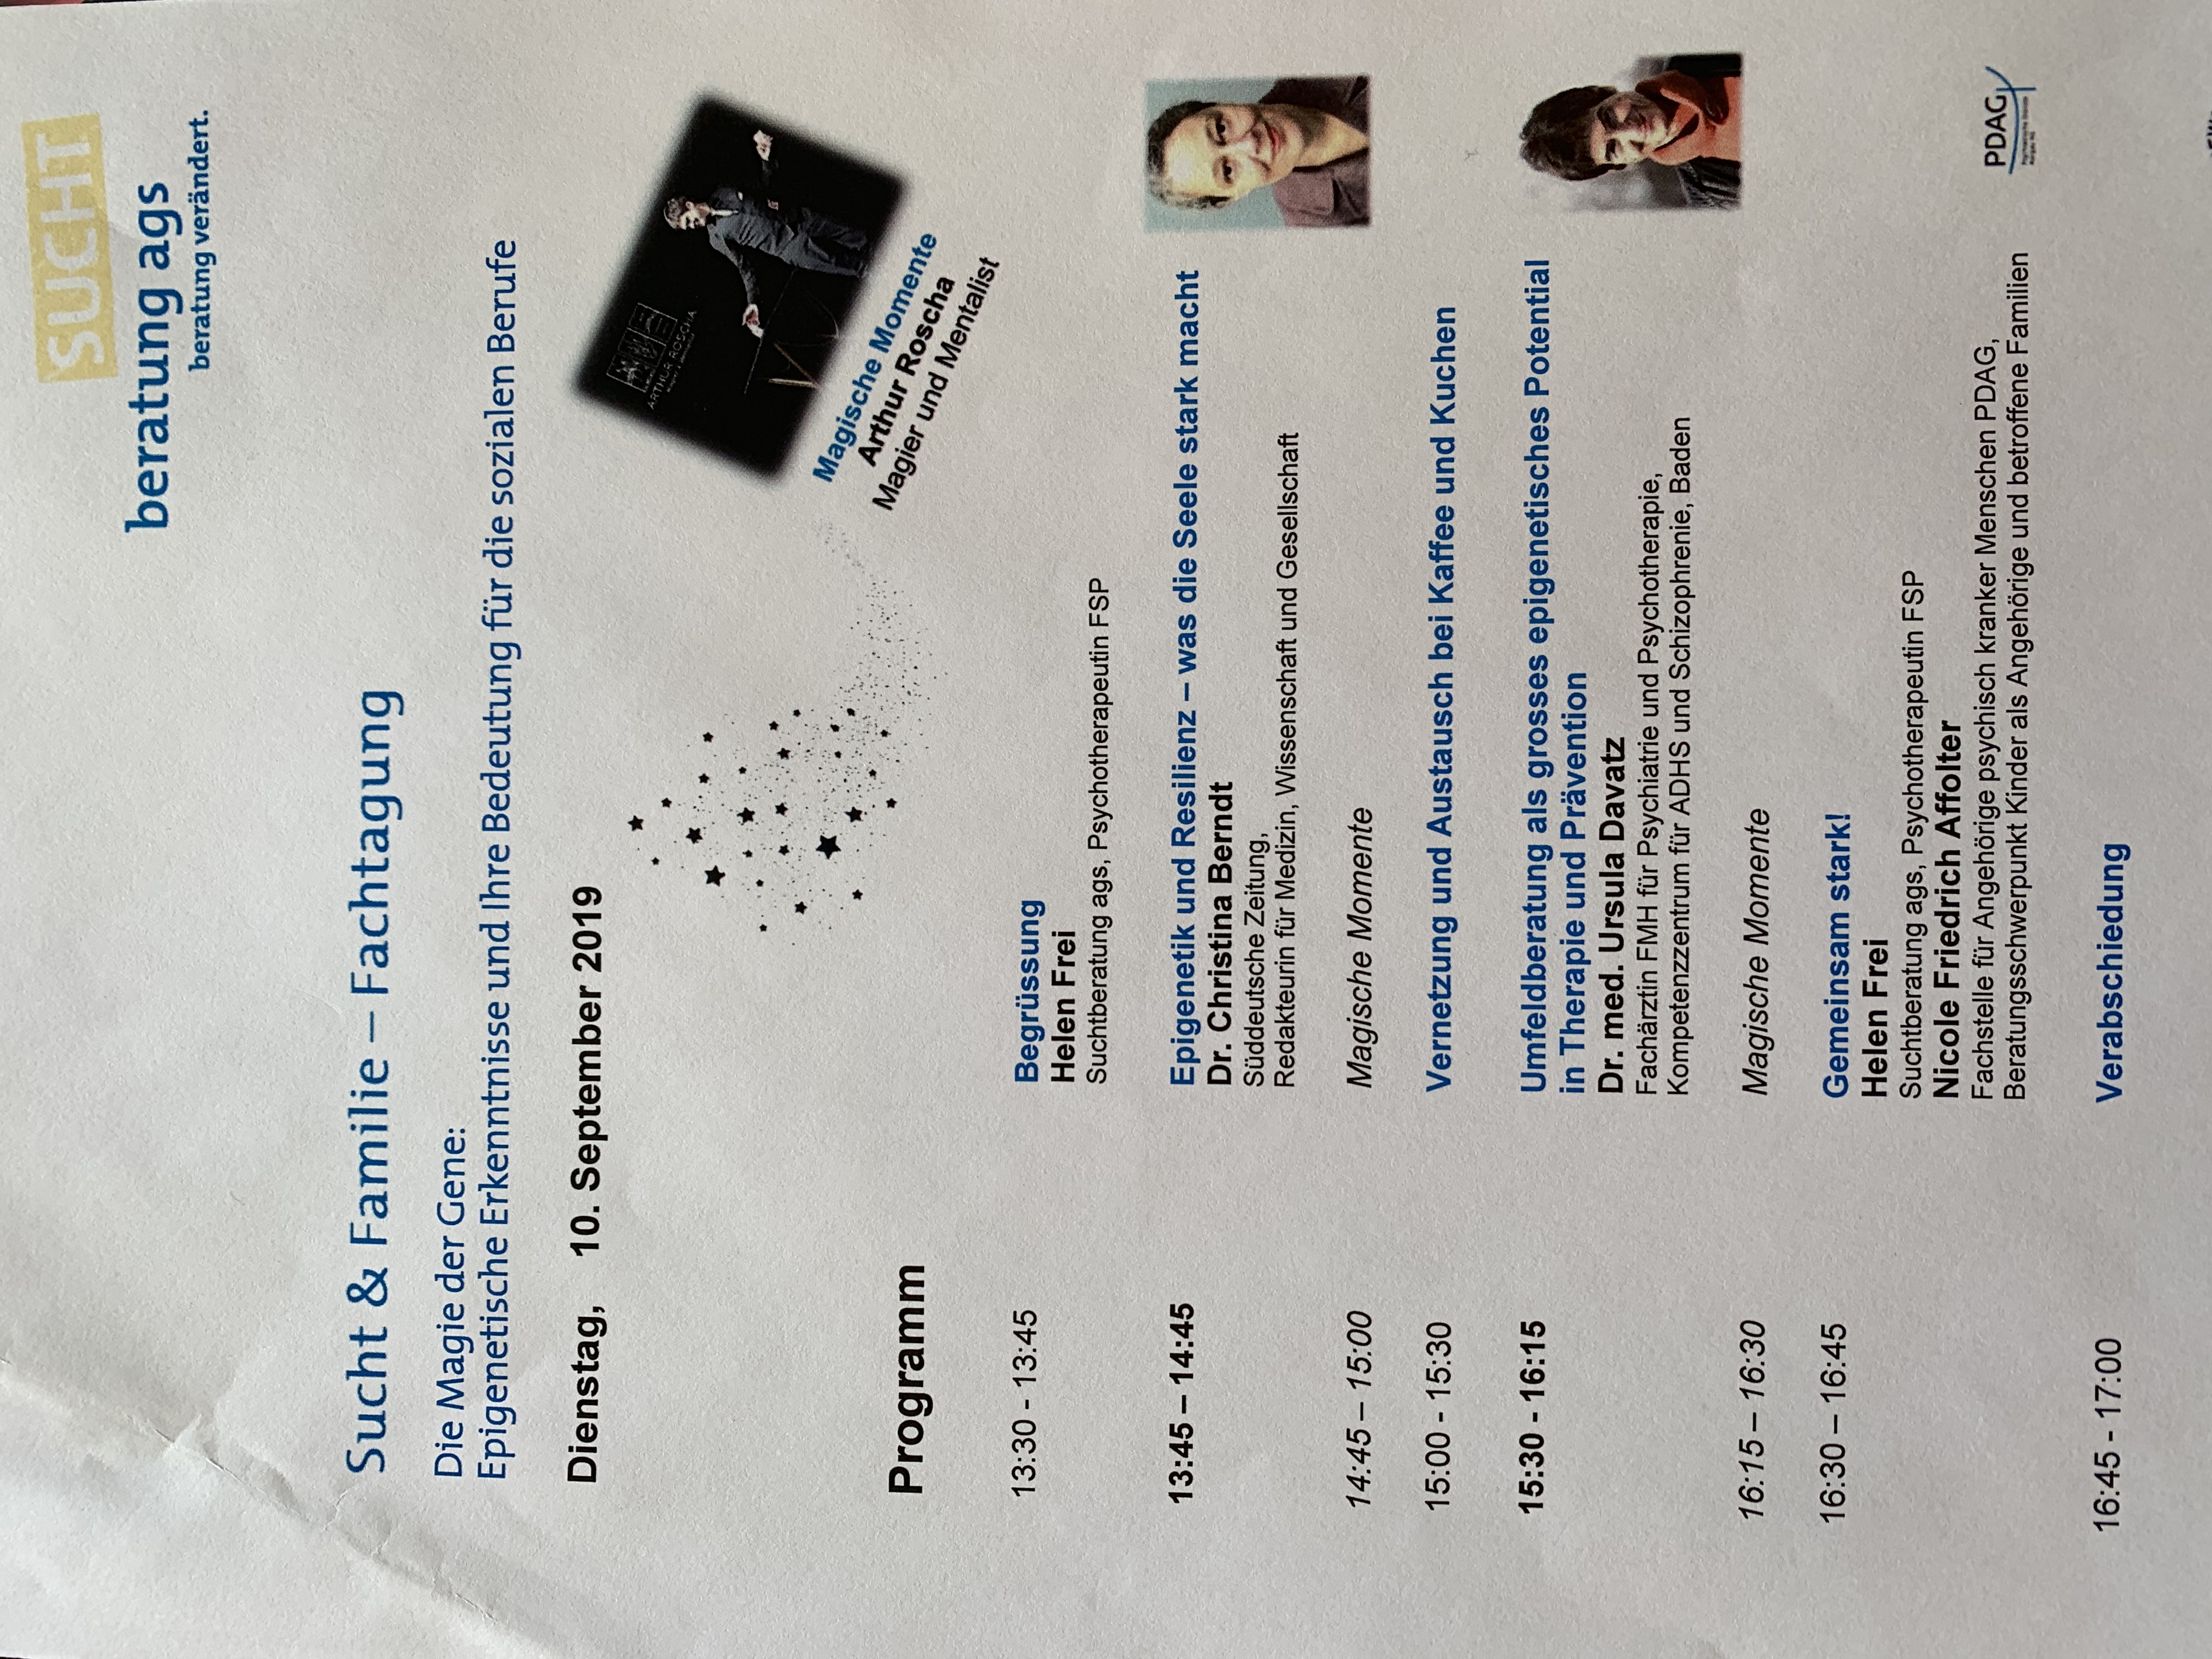 SUCHT
beratung ags
beratung verändert.
Sucht & Familie – Fachtagung
Die Magie der Gene:
Epigenetische Erkenntnisse und Ihre Bedeutung für die sozialen Berufe
Dienstag, 10. September 2019
ARTHUR ROSCHA
Magische Momente
Arthur Roscha
Magier und Mentalist
Programm
13:30 - 13:45 Begrüssung
Helen Frei
Suchtberatung ags, Psychotherapeutin FSP
13:45 – 14:45 Epigenetik und Resilienz – was die Seele stark macht
Dr. Christina Berndt
Süddeutsche Zeitung,
Redakteurin für Medizin, Wissenschaft und Gesellschaft
14:45 – 15:00 Magische Momente
15:00 - 15:30 Vernetzung und Austausch bei Kaffee und Kuchen
15:30 - 16:15 Umfeldberatung als grosses epigenetisches Potential
in Therapie und Prävention
Dr. med. Ursula Davatz
Fachärztin FMH für Psychiatrie und Psychotherapie,
Kompetenzzentrum für ADHS und Schizophrenie, Baden
16:15 – 16:30 Magische Momente
16:30 – 16:45 Gemeinsam stark!
Helen Frei
Suchtberatung ags, Psychotherapeutin FSP
Nicole Friedrich Affolter
Fachstelle für Angehörige psychisch kranker Menschen PDAG,
Beratungsschwerpunkt Kinder als Angehörige und betroffene Familien
PDAG
16:45 - 17:00 Verabschiedung